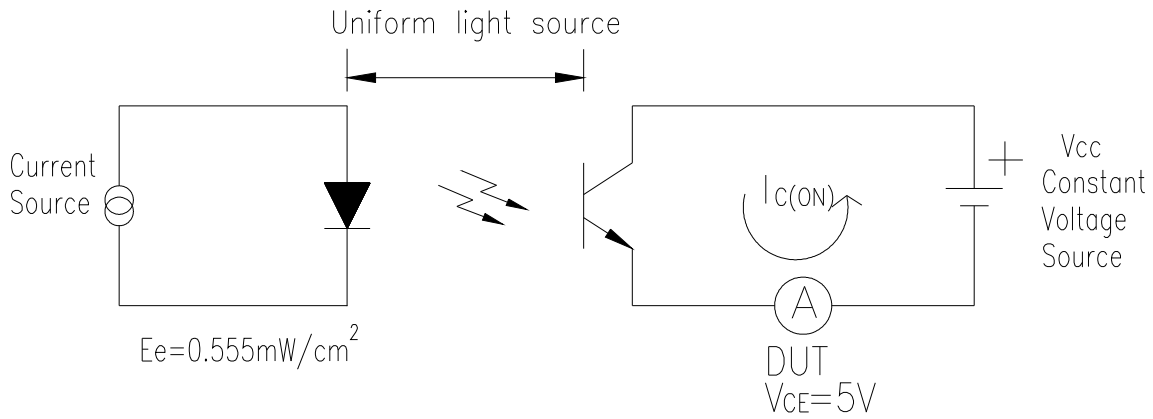 Uniform light source
Current
Source
IC(ON)
+
Vcc
Constant
Voltage
Source
A
Ee=0.555mW/cm²
DUT
VCE=5V